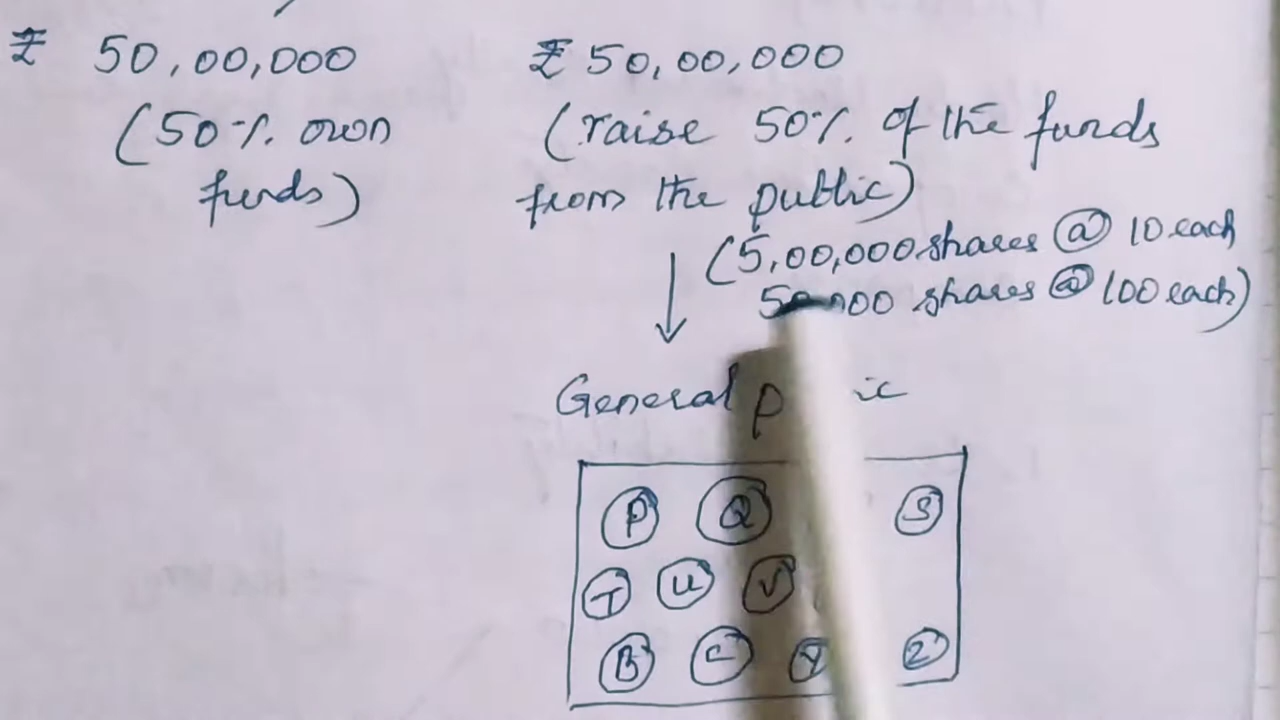 ₹ 50,00,000 ₹ 50,00,000
(50% own (raise 50% of the funds
funds) from the public)
(5,00,000 shares @ 10 each
shares @ 100 each)
General
P Q S
T U V
B C Y Z